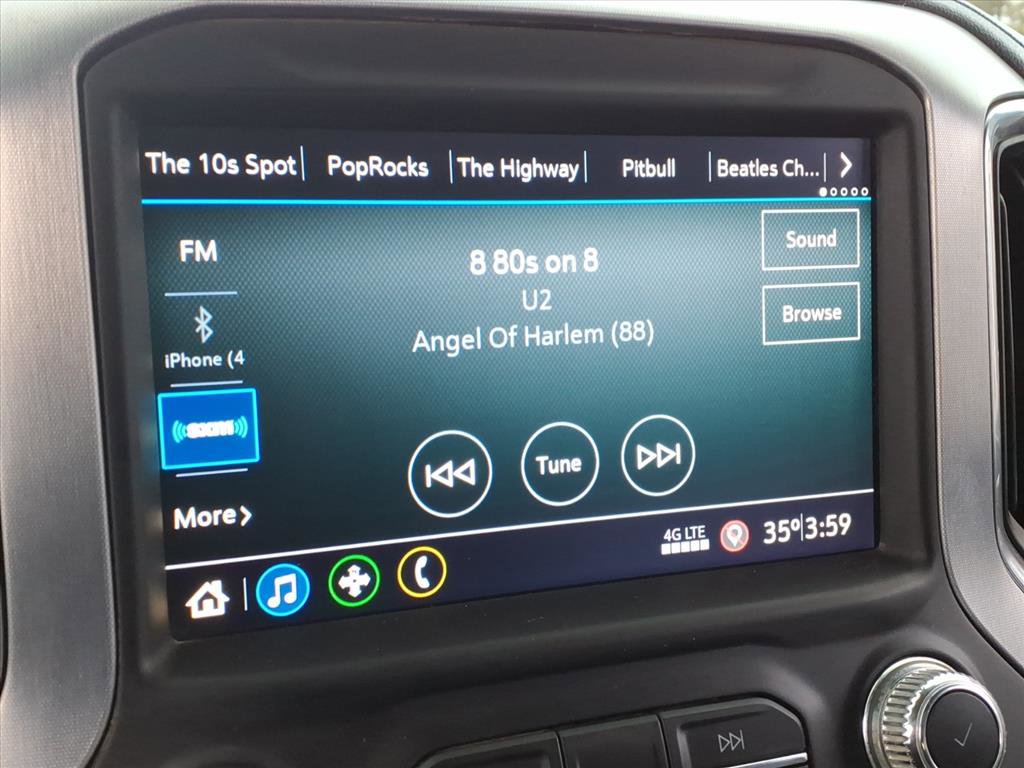 The 10s Spot PopRocks The Highway Pitbull Beatles Ch...
FM
8 80s on 8
Sound
U2
Browse
iPhone (4
Angel Of Harlem (88)
Tune
More
4G LTE
35° 3:59